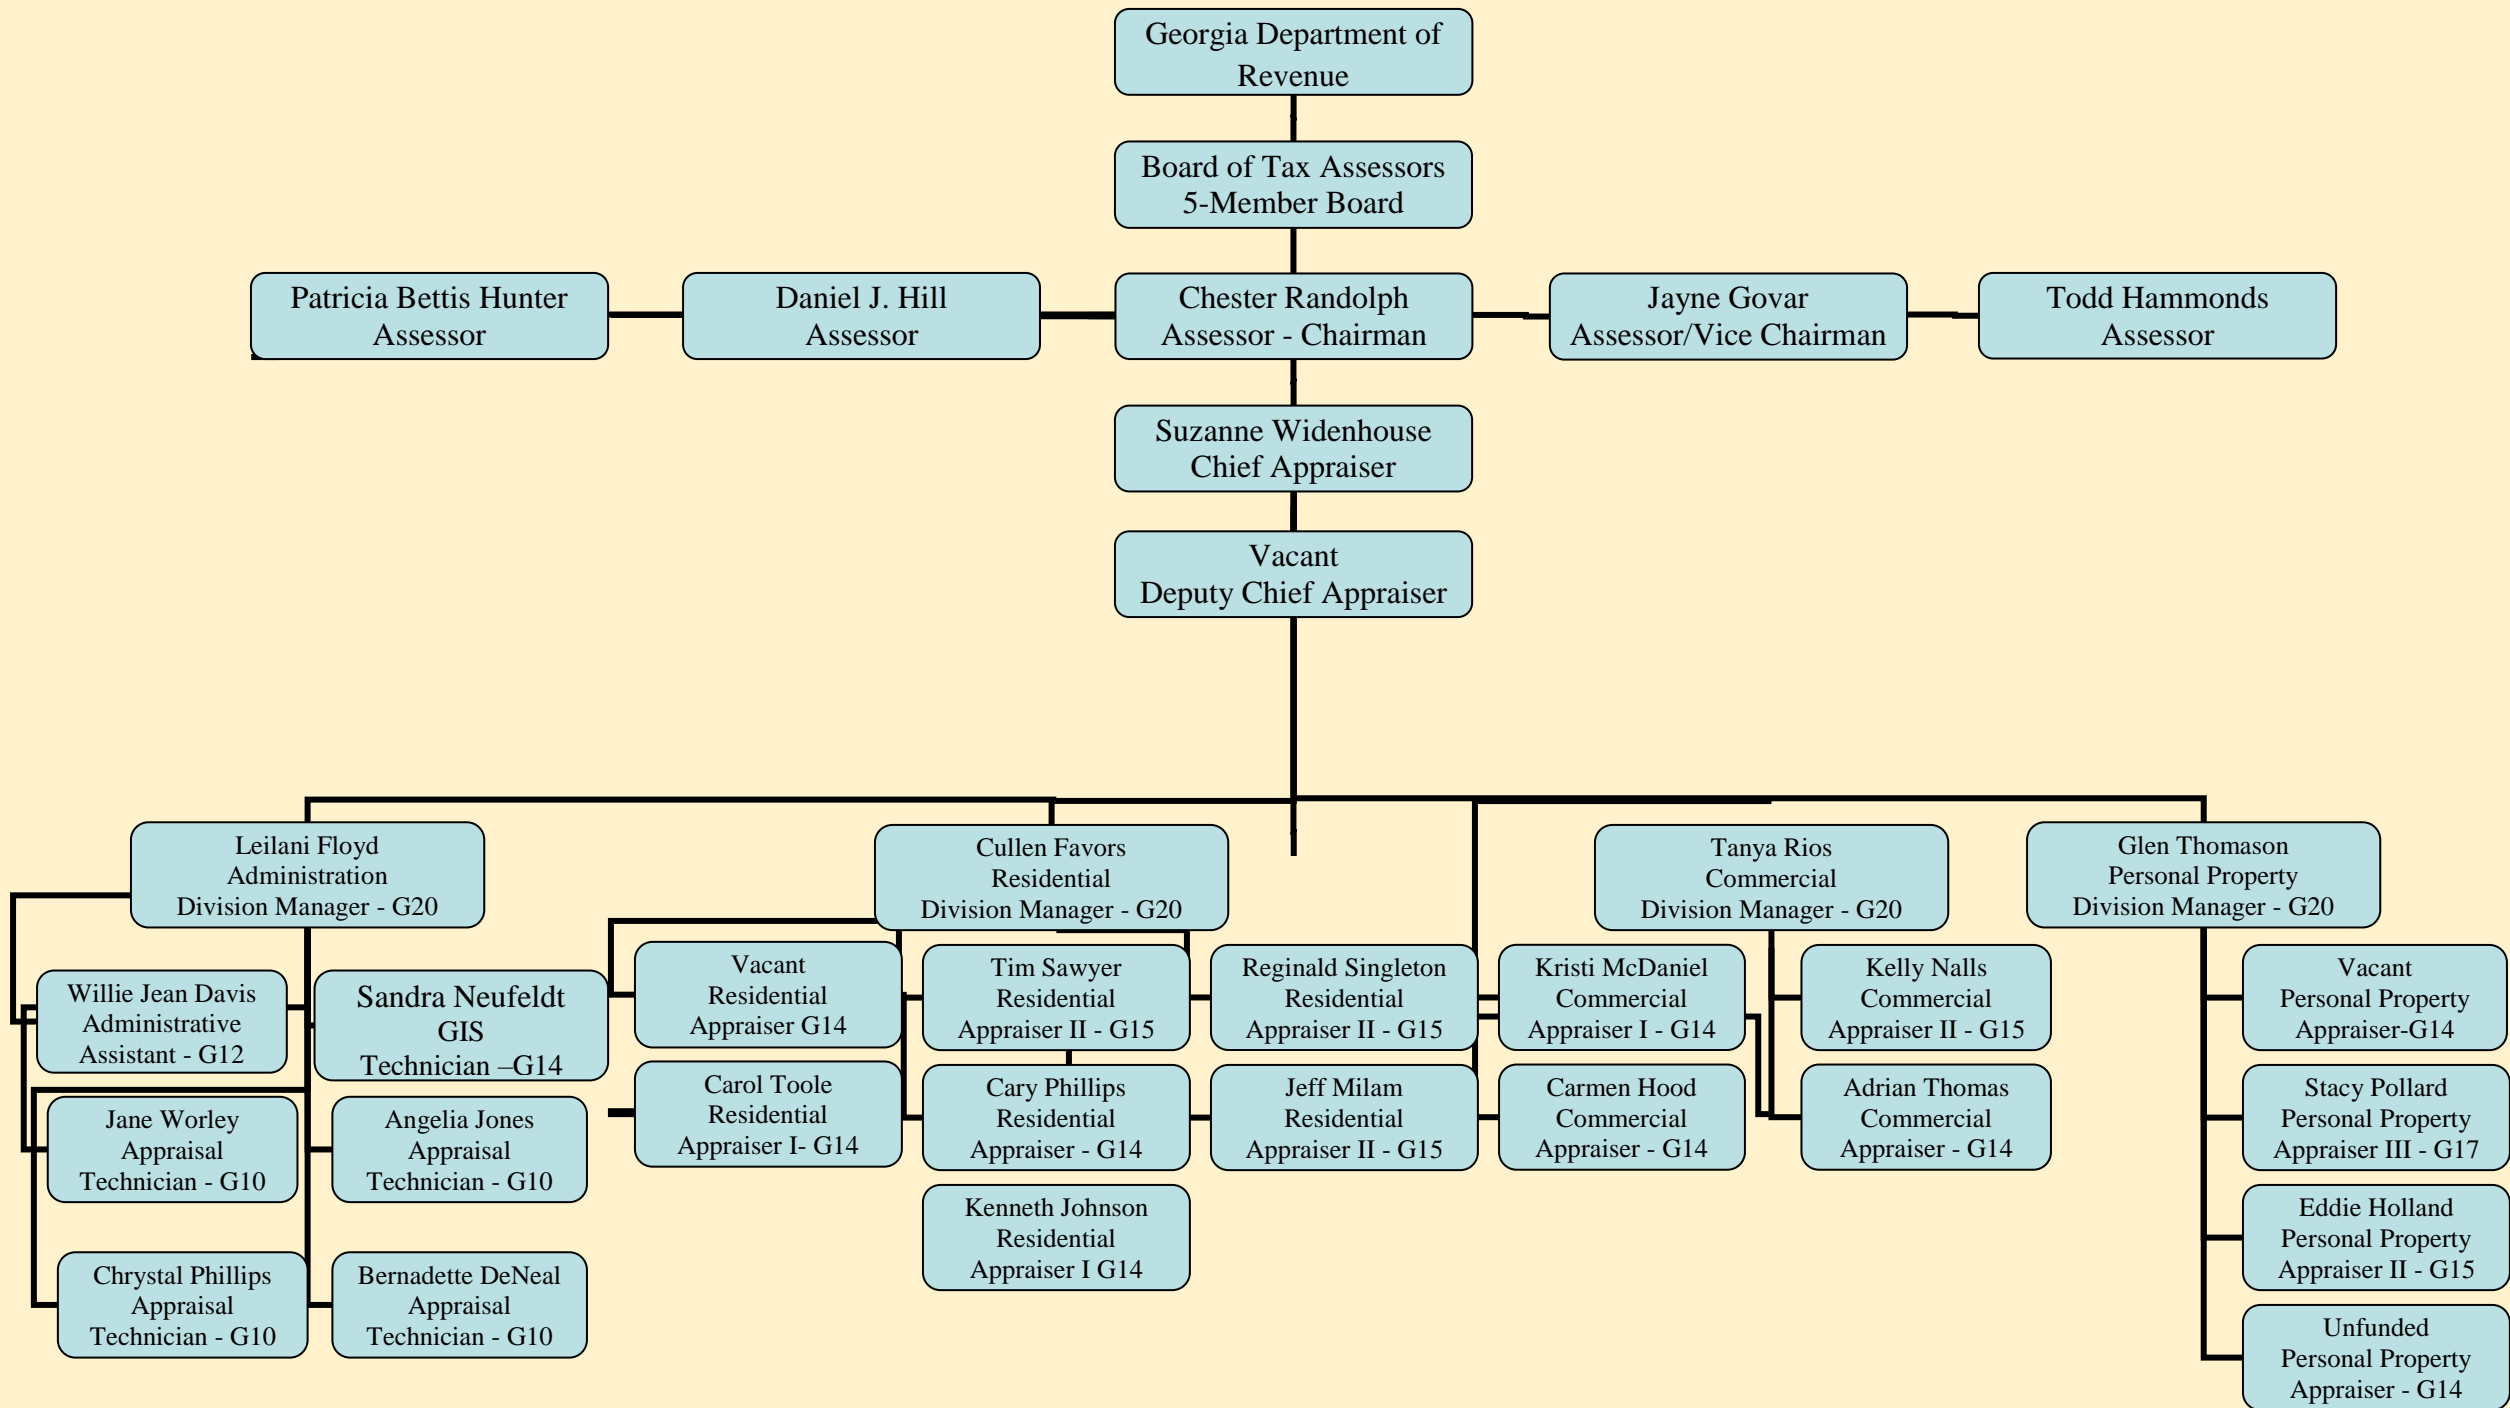 Georgia Department of
Revenue
Board of Tax Assessors
5-Member Board
Patricia Bettis Hunter
Assessor
Daniel J. Hill
Assessor
Chester Randolph
Assessor - Chairman
Jayne Govar
Assessor/Vice Chairman
Todd Hammonds
Assessor
Suzanne Widenhouse
Chief Appraiser
Vacant
Deputy Chief Appraiser
Leilani Floyd
Administration
Division Manager - G20
Cullen Favors
Residential
Division Manager - G20
Tanya Rios
Commercial
Division Manager - G20
Glen Thomason
Personal Property
Division Manager - G20
Willie Jean Davis
Administrative
Assistant - G12
Sandra Neufeldt
GIS
Technician –G14
Vacant
Residential
Appraiser G14
Tim Sawyer
Residential
Appraiser II - G15
Reginald Singleton
Residential
Appraiser II - G15
Kristi McDaniel
Commercial
Appraiser I - G14
Kelly Nalls
Commercial
Appraiser II - G15
Vacant
Personal Property
Appraiser-G14
Jane Worley
Appraisal
Technician - G10
Angelia Jones
Appraisal
Technician - G10
Carol Toole
Residential
Appraiser I- G14
Cary Phillips
Residential
Appraiser - G14
Jeff Milam
Residential
Appraiser II - G15
Carmen Hood
Commercial
Appraiser - G14
Adrian Thomas
Commercial
Appraiser - G14
Stacy Pollard
Personal Property
Appraiser III - G17
Kenneth Johnson
Residential
Appraiser I G14
Eddie Holland
Personal Property
Appraiser II - G15
Chrystal Phillips
Appraisal
Technician - G10
Bernadette DeNeal
Appraisal
Technician - G10
Unfunded
Personal Property
Appraiser - G14